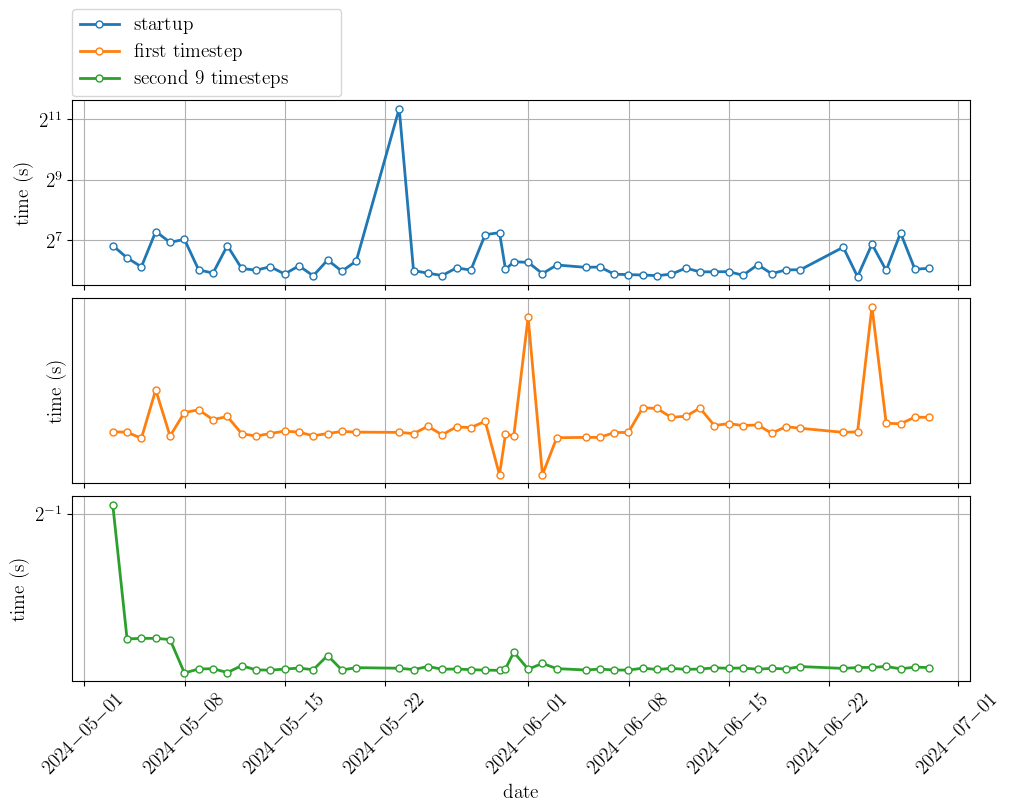 startup
first timestep
second 9 timesteps
2^11
2^9
2^7
time (s)
time (s)
2^−1
time (s)
2024−05−01
2024−05−08
2024−05−15
2024−05−22
2024−06−01
2024−06−08
2024−06−15
2024−06−22
2024−07−01
date